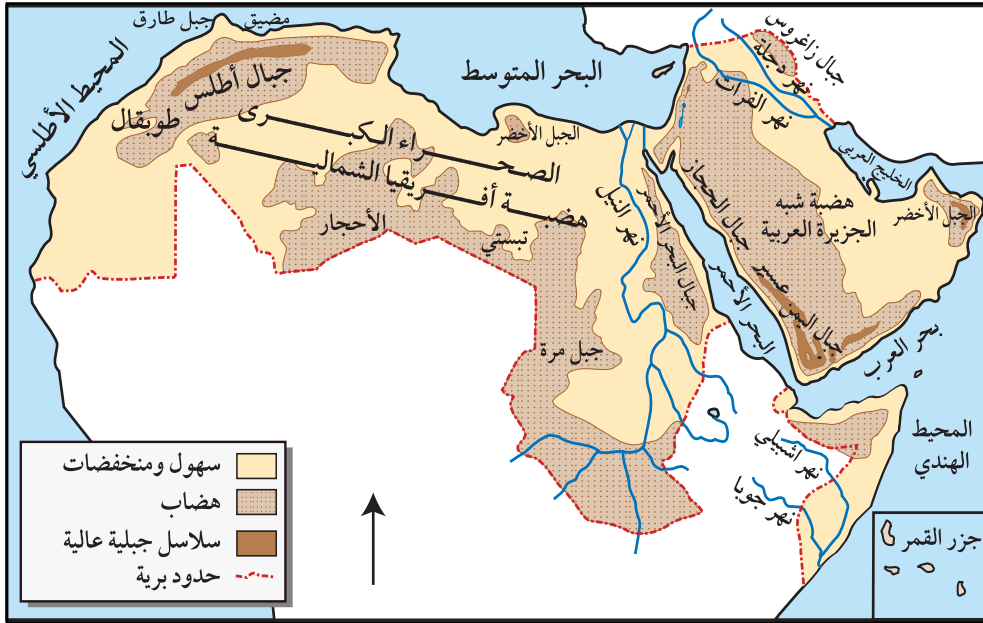 مضيق
جبل طارق
المحيط الأطلسي
جبال أطلس
طوبقال
البحر المتوسط
جبال زاغروس
نهر دجلة
نهر الفرات
الصحراء الكبرى
هضبة أفريقيا الشمالية
الجبل الأخضر
الأحجار
تبستي
نهر النيل
جبال البحر الأحمر
البحر الأحمر
جبال الحجاز
هضبة شبه
الجزيرة العربية
الخليج العربي
الجبل الأخضر
جبال اليمن عسير
بحر العرب
جبل مرة
المحيط
الهندي
نهر اشبيلي
نهر جوبا
جزر القمر
سهول ومنخفضات
هضاب
سلاسل جبلية عالية
حدود برية